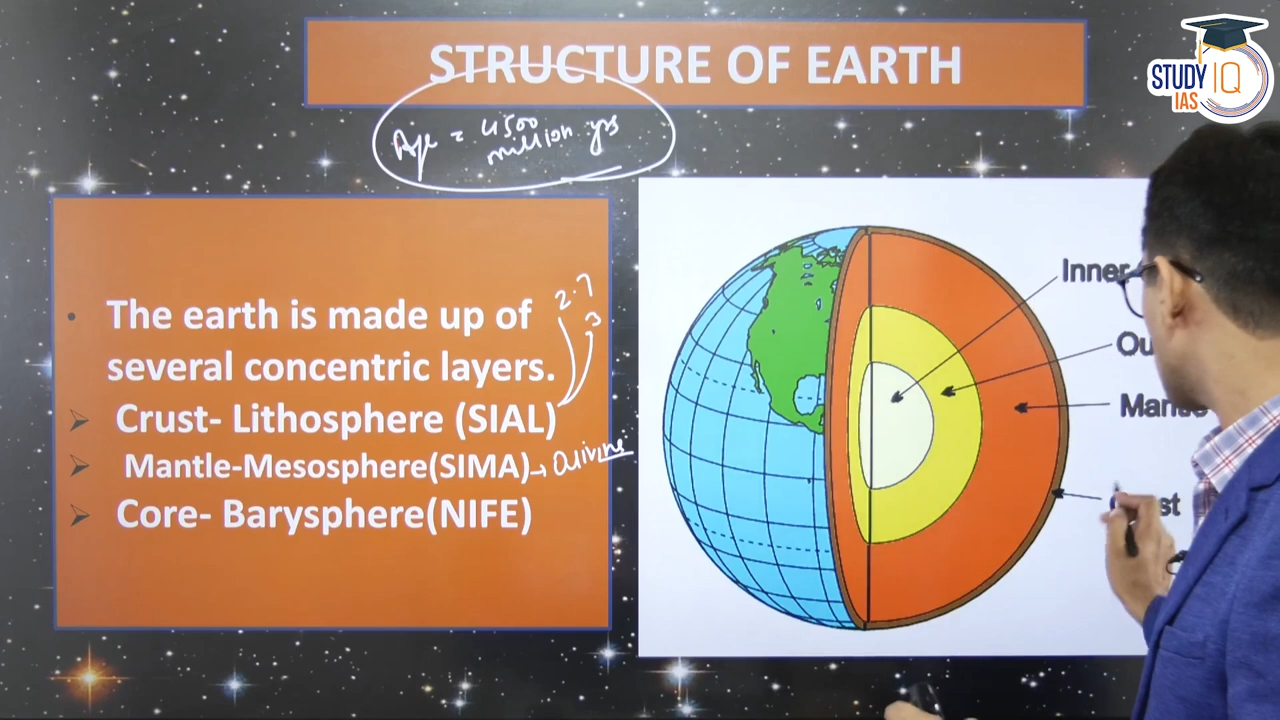 STRUCTURE OF EARTH
STUDY IQ
IAS
Age = 4500
million yrs
2.7
3
• The earth is made up of
several concentric layers.
➤ Crust- Lithosphere (SIAL)
➤ Mantle-Mesosphere(SIMA) → Olivine
➤ Core- Barysphere(NIFE)
Inner